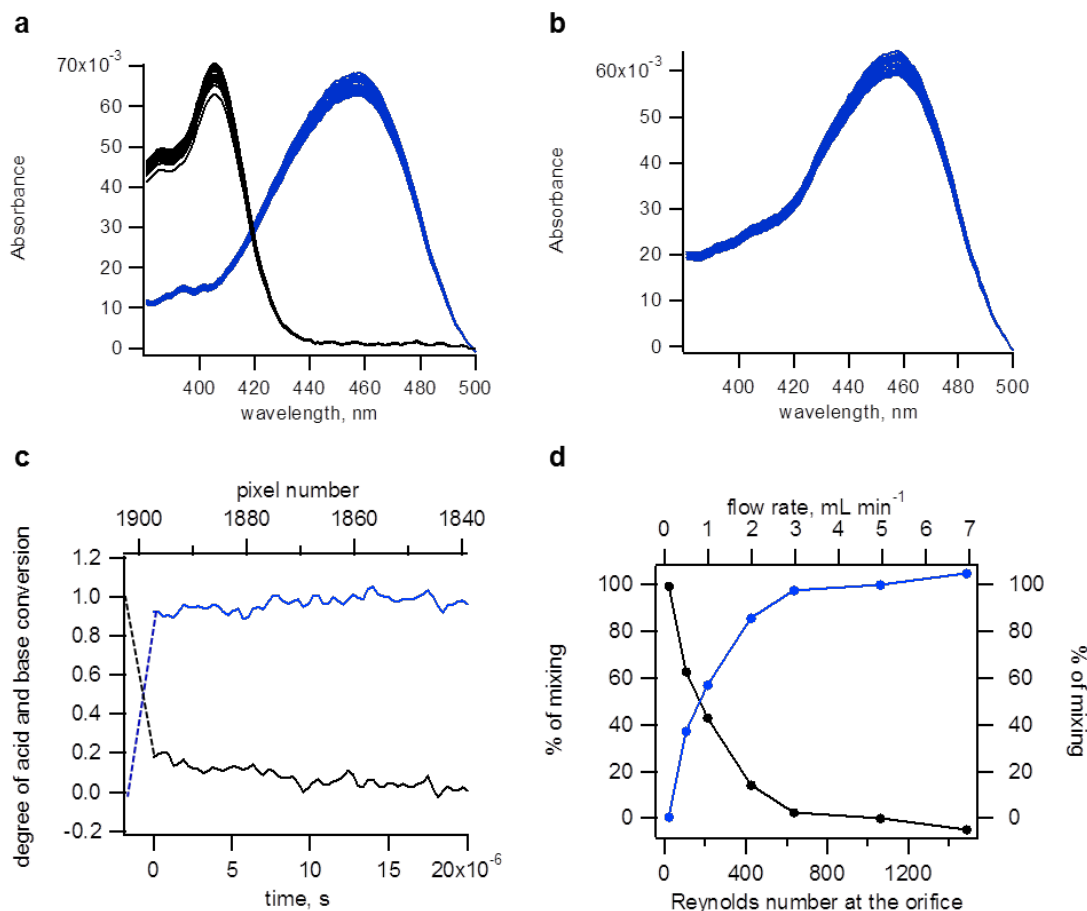 a
70x10-3
60
50
40
30
20
10
0
Absorbance
400 420 440 460 480 500
wavelength, nm
b
60x10-3
50
40
30
20
10
0
Absorbance
400 420 440 460 480 500
wavelength, nm
c
pixel number
1900 1880 1860 1840
1.2
1.0
0.8
0.6
0.4
0.2
0.0
-0.2
degree of acid and base conversion
0 5 10 15 20x10-6
time, s
d
flow rate, mL min-1
0 1 2 3 4 5 6 7
100
80
60
40
20
0
% of mixing
100
80
60
40
20
0
% of mixing
0 400 800 1200
Reynolds number at the orifice